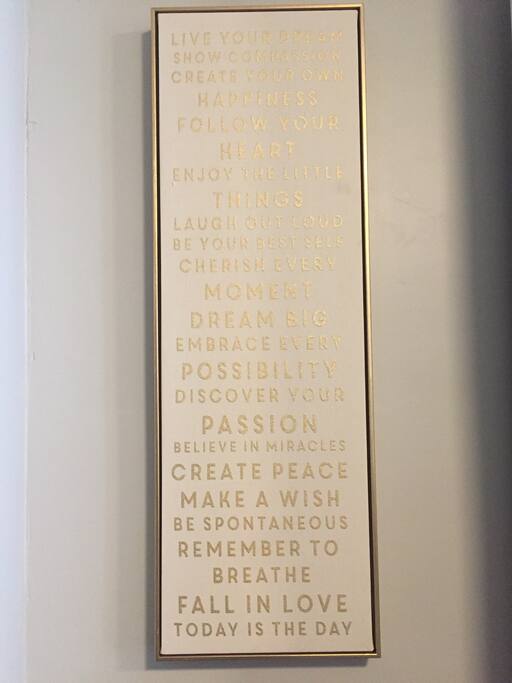 LIVE YOUR DREAM
SHOW COMPASSION
CREATE YOUR OWN
HAPPINESS
FOLLOW YOUR
HEART
ENJOY THE LITTLE
THINGS
LAUGH OUT LOUD
BE YOUR BEST SELF
CHERISH EVERY
MOMENT
DREAM BIG
EMBRACE EVERY
POSSIBILITY
DISCOVER YOUR
PASSION
BELIEVE IN MIRACLES
CREATE PEACE
MAKE A WISH
BE SPONTANEOUS
REMEMBER TO
BREATHE
FALL IN LOVE
TODAY IS THE DAY